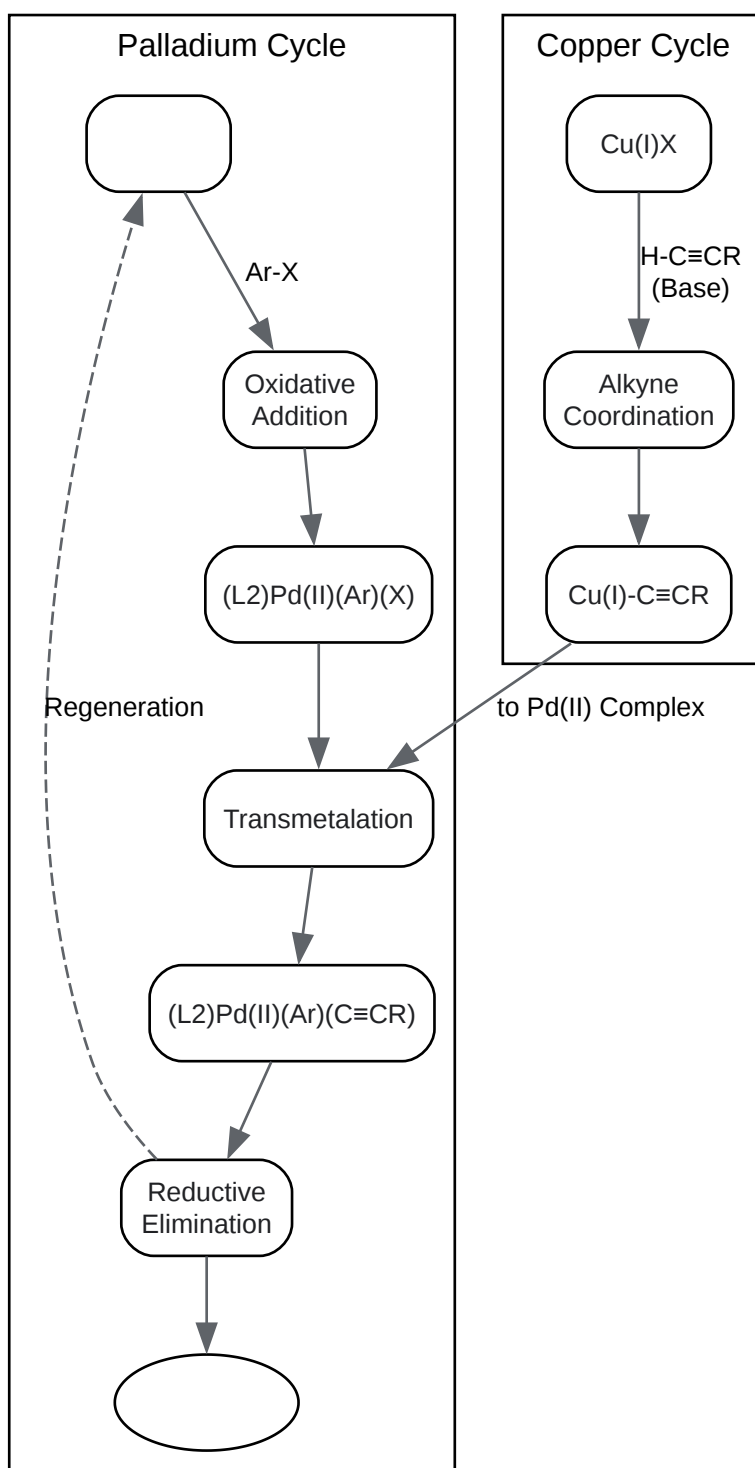 Palladium Cycle
Ar-X
Oxidative
Addition
(L2)Pd(II)(Ar)(X)
Regeneration
Transmetalation
(L2)Pd(II)(Ar)(C≡CR)
Reductive
Elimination
Copper Cycle
Cu(I)X
H-C≡CR
(Base)
Alkyne
Coordination
Cu(I)-C≡CR
to Pd(II) Complex